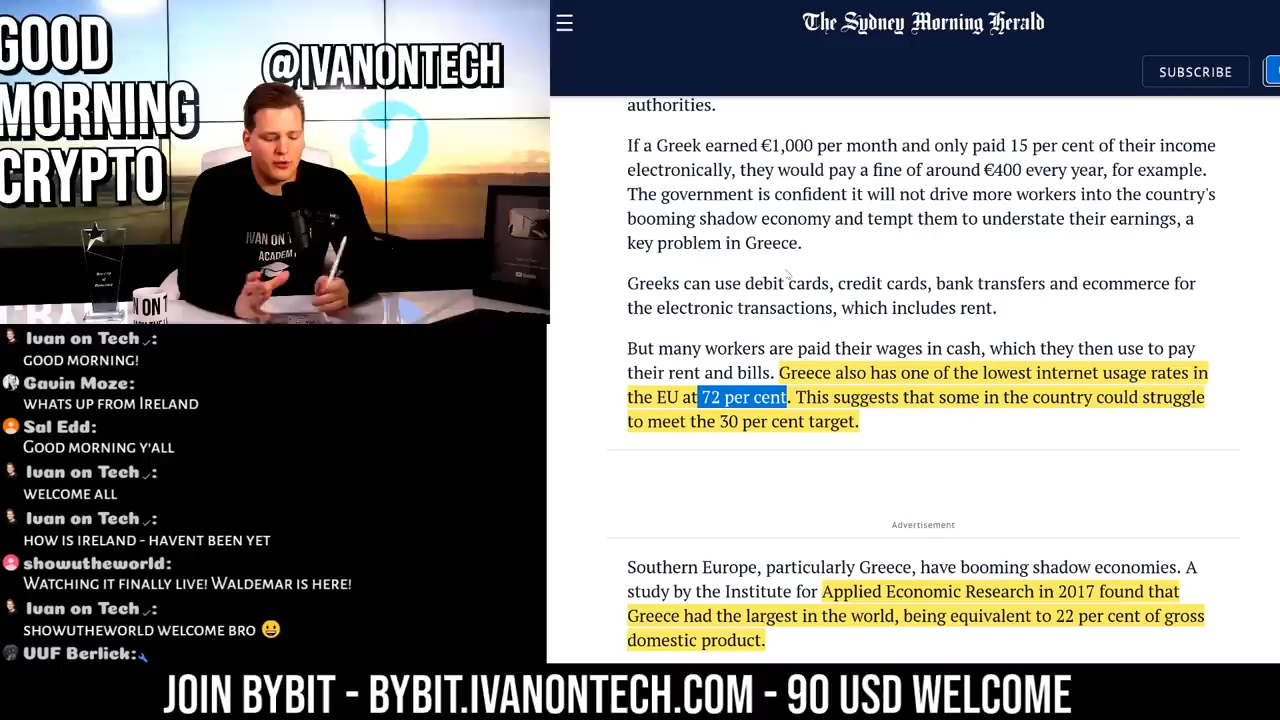 GOOD
MORNING
CRYPTO
@IVANONTECH
IVAN ON T
ACADEM
ON T
Ivan on Tech:
GOOD MORNING!
Gavin Moze:
WHATS UP FROM IRELAND
Sal Edd:
GOOD MORNING Y'ALL
Ivan on Tech:
WELCOME ALL
Ivan on Tech:
HOW IS IRELAND - HAVENT BEEN YET
showutheworld:
WATCHING IT FINALLY LIVE! WALDEMAR IS HERE!
Ivan on Tech:
SHOWUTHEWORLD WELCOME BRO 😀
UUF Berlick:
The Sydney Morning Herald
SUBSCRIBE
authorities.
If a Greek earned €1,000 per month and only paid 15 per cent of their income
electronically, they would pay a fine of around €400 every year, for example.
The government is confident it will not drive more workers into the country's
booming shadow economy and tempt them to understate their earnings, a
key problem in Greece.
Greeks can use debit cards, credit cards, bank transfers and ecommerce for
the electronic transactions, which includes rent.
But many workers are paid their wages in cash, which they then use to pay
their rent and bills. Greece also has one of the lowest internet usage rates in
the EU at 72 per cent. This suggests that some in the country could struggle
to meet the 30 per cent target.
Advertisement
Southern Europe, particularly Greece, have booming shadow economies. A
study by the Institute for Applied Economic Research in 2017 found that
Greece had the largest in the world, being equivalent to 22 per cent of gross
domestic product.
JOIN BYBIT - BYBIT.IVANONTECH.COM - 90 USD WELCOME